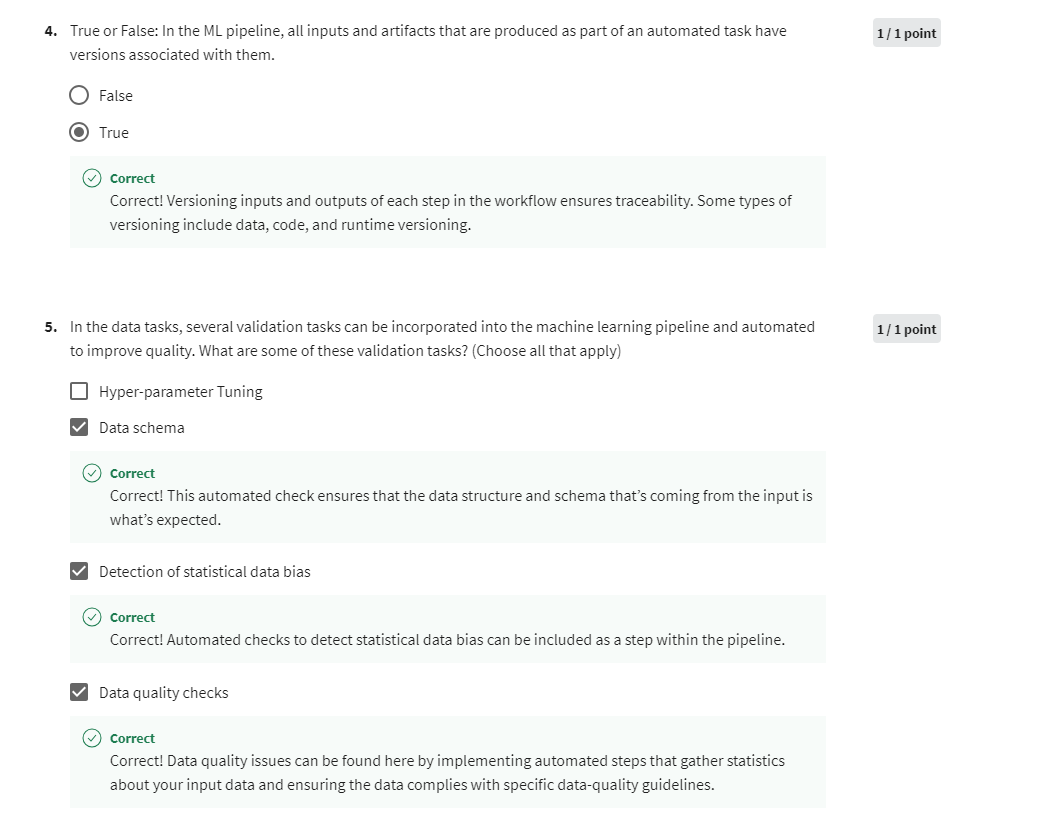 4. True or False: In the ML pipeline, all inputs and artifacts that are produced as part of an automated task have
versions associated with them.
1 / 1 point
False
True
Correct
Correct! Versioning inputs and outputs of each step in the workflow ensures traceability. Some types of
versioning include data, code, and runtime versioning.
5. In the data tasks, several validation tasks can be incorporated into the machine learning pipeline and automated
to improve quality. What are some of these validation tasks? (Choose all that apply)
1 / 1 point
Hyper-parameter Tuning
Data schema
Correct
Correct! This automated check ensures that the data structure and schema that’s coming from the input is
what’s expected.
Detection of statistical data bias
Correct
Correct! Automated checks to detect statistical data bias can be included as a step within the pipeline.
Data quality checks
Correct
Correct! Data quality issues can be found here by implementing automated steps that gather statistics
about your input data and ensuring the data complies with specific data-quality guidelines.